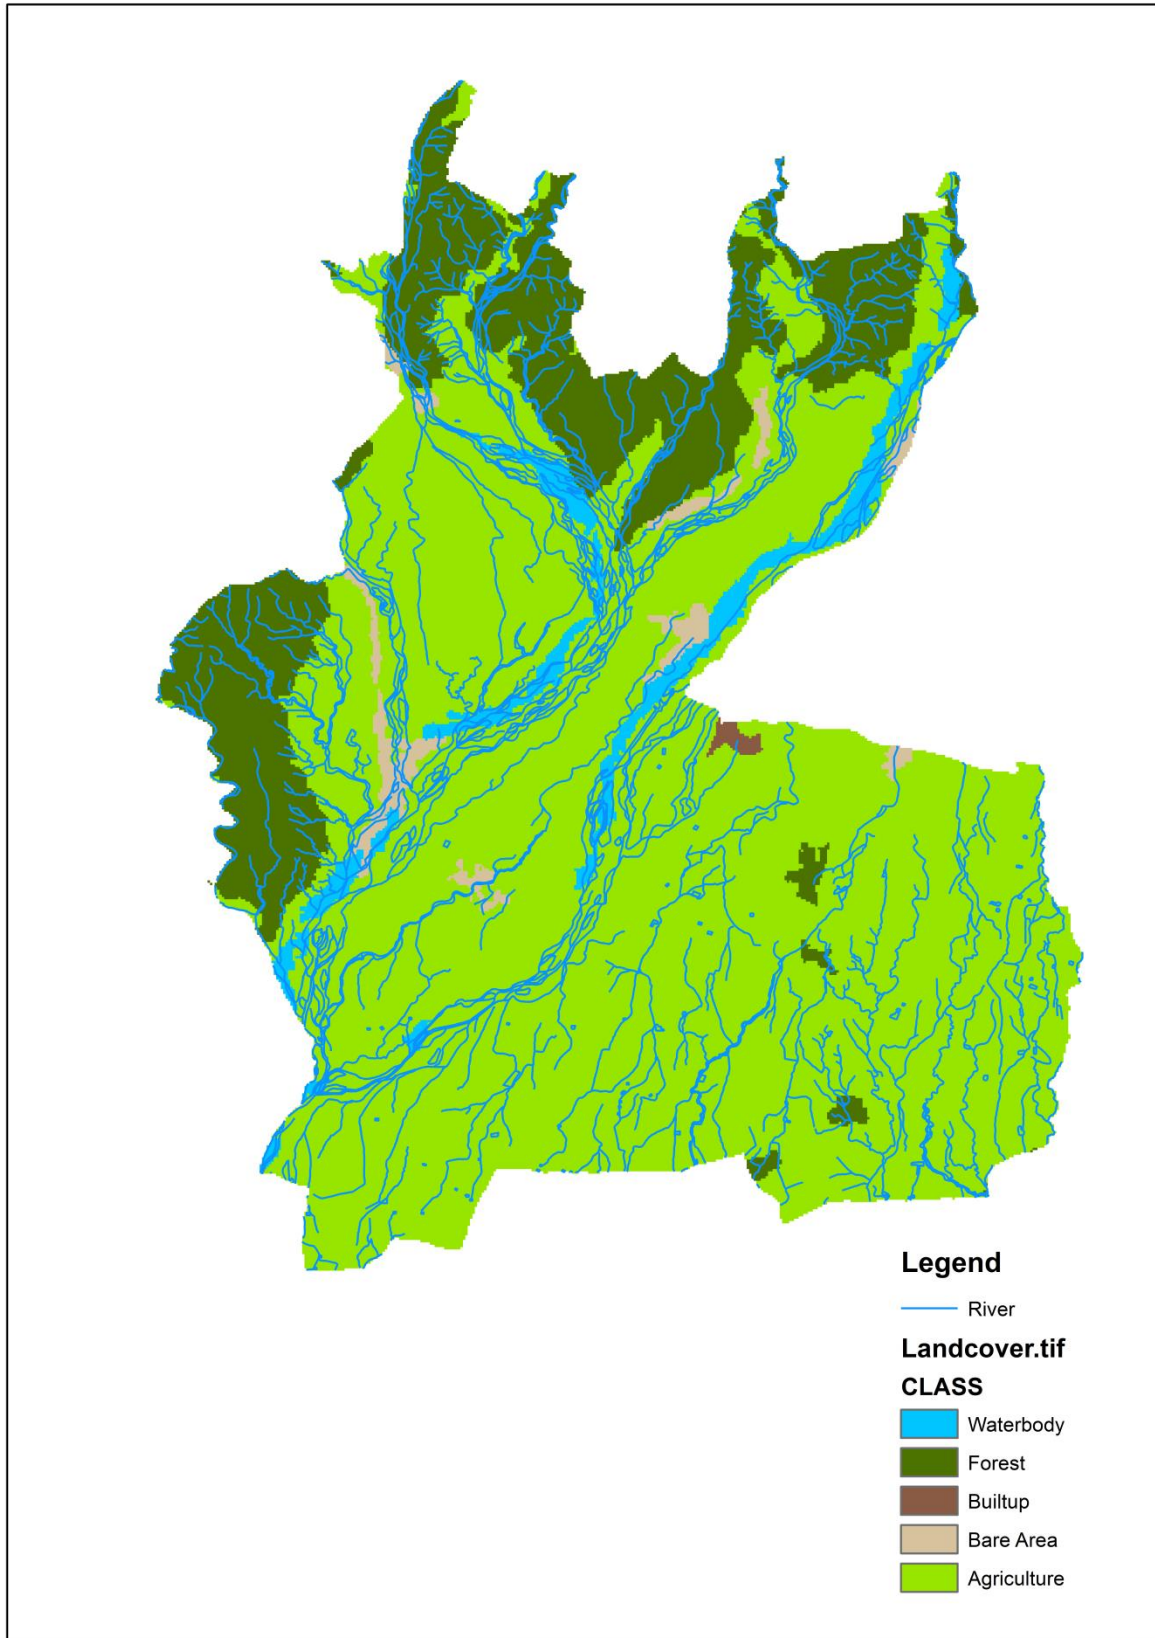 Legend
River
Landcover.tif
CLASS
Waterbody
Forest
Builtup
Bare Area
Agriculture